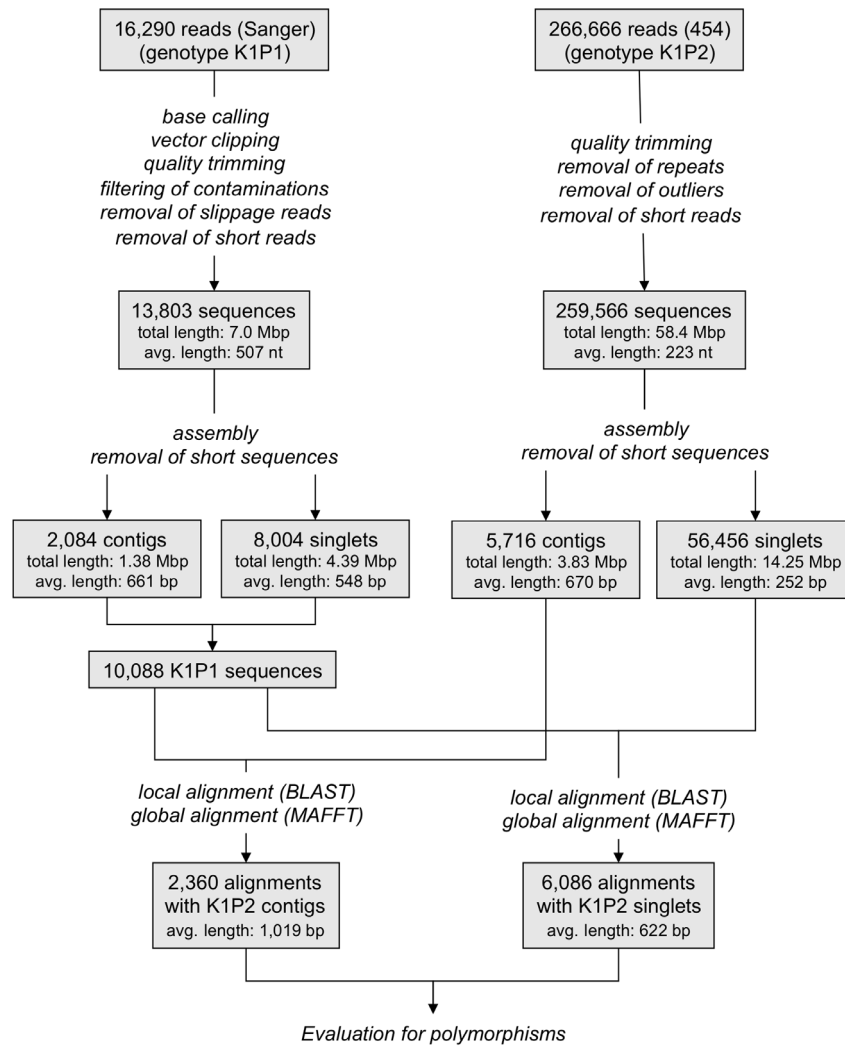 16,290 reads (Sanger)
(genotype K1P1)
266,666 reads (454)
(genotype K1P2)
base calling
vector clipping
quality trimming
filtering of contaminations
removal of slippage reads
removal of short reads
quality trimming
removal of repeats
removal of outliers
removal of short reads
13,803 sequences
total length: 7.0 Mbp
avg. length: 507 nt
259,566 sequences
total length: 58.4 Mbp
avg. length: 223 nt
assembly
removal of short sequences
assembly
removal of short sequences
2,084 contigs
total length: 1.38 Mbp
avg. length: 661 bp
8,004 singlets
total length: 4.39 Mbp
avg. length: 548 bp
5,716 contigs
total length: 3.83 Mbp
avg. length: 670 bp
56,456 singlets
total length: 14.25 Mbp
avg. length: 252 bp
10,088 K1P1 sequences
local alignment (BLAST)
global alignment (MAFFT)
local alignment (BLAST)
global alignment (MAFFT)
2,360 alignments
with K1P2 contigs
avg. length: 1,019 bp
6,086 alignments
with K1P2 singlets
avg. length: 622 bp
Evaluation for polymorphisms